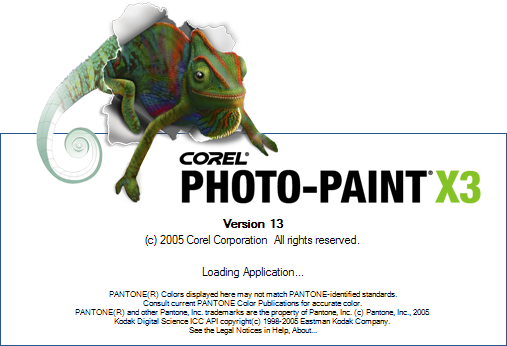 COREL®
PHOTO-PAINT® X3
Version 13
(c) 2005 Corel Corporation  All rights reserved.
Loading Application...
PANTONE(R) Colors displayed here may not match PANTONE-identified standards.
Consult current PANTONE Color Publications for accurate color.
PANTONE(R) and other Pantone, Inc. trademarks are the property of Pantone, Inc. (c) Pantone, Inc., 2005
Kodak Digital Science ICC API copyright(c) 1998-2005 Eastman Kodak Company.
See the Legal Notices in Help, About...